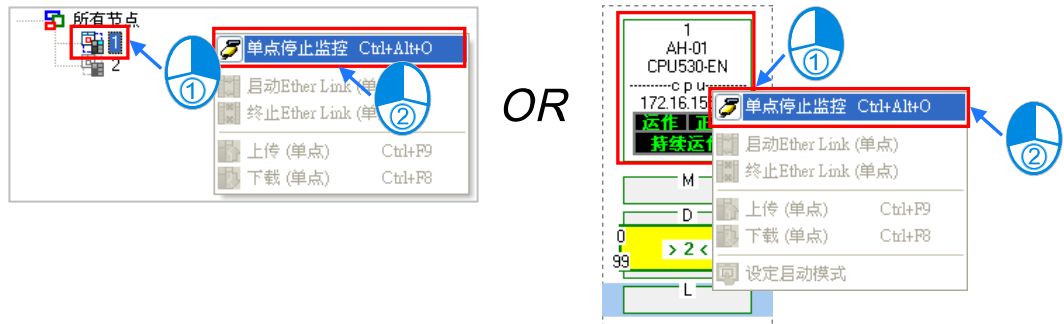 所有节点
1
2
①
单点停止监控 Ctrl+Alt+O
启动Ether Link (单
终止Ether Link (单
②
上传 (单点) Ctrl+F9
下载 (单点) Ctrl+F8
OR
1
AH-01
CPU530-EN
--------c p u--------
172.16.15
运作 正
持续运作
①
单点停止监控 Ctrl+Alt+O
②
启动Ether Link (单点)
终止Ether Link (单点)
上传 (单点) Ctrl+F9
下载 (单点) Ctrl+F8
设定启动模式
M
D
0
> 2 <
99
L